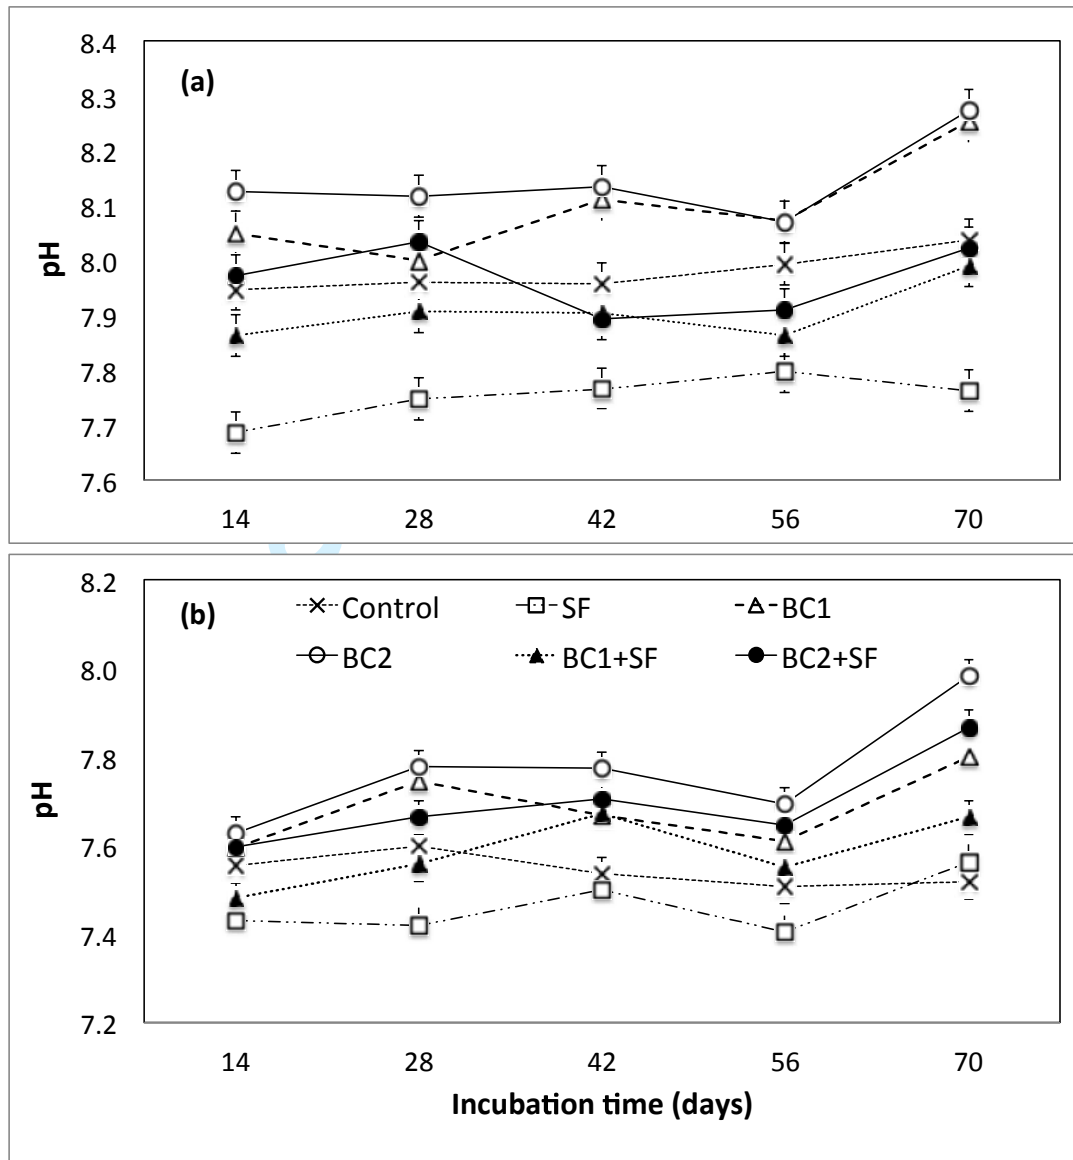 8.4
(a)
8.3
8.2
8.1
8.0
7.9
7.8
7.7
7.6
pH
14 28 42 56 70
8.2
(b) Control SF BC1
BC2 BC1+SF BC2+SF
8.0
7.8
7.6
7.4
7.2
pH
14 28 42 56 70
Incubation time (days)